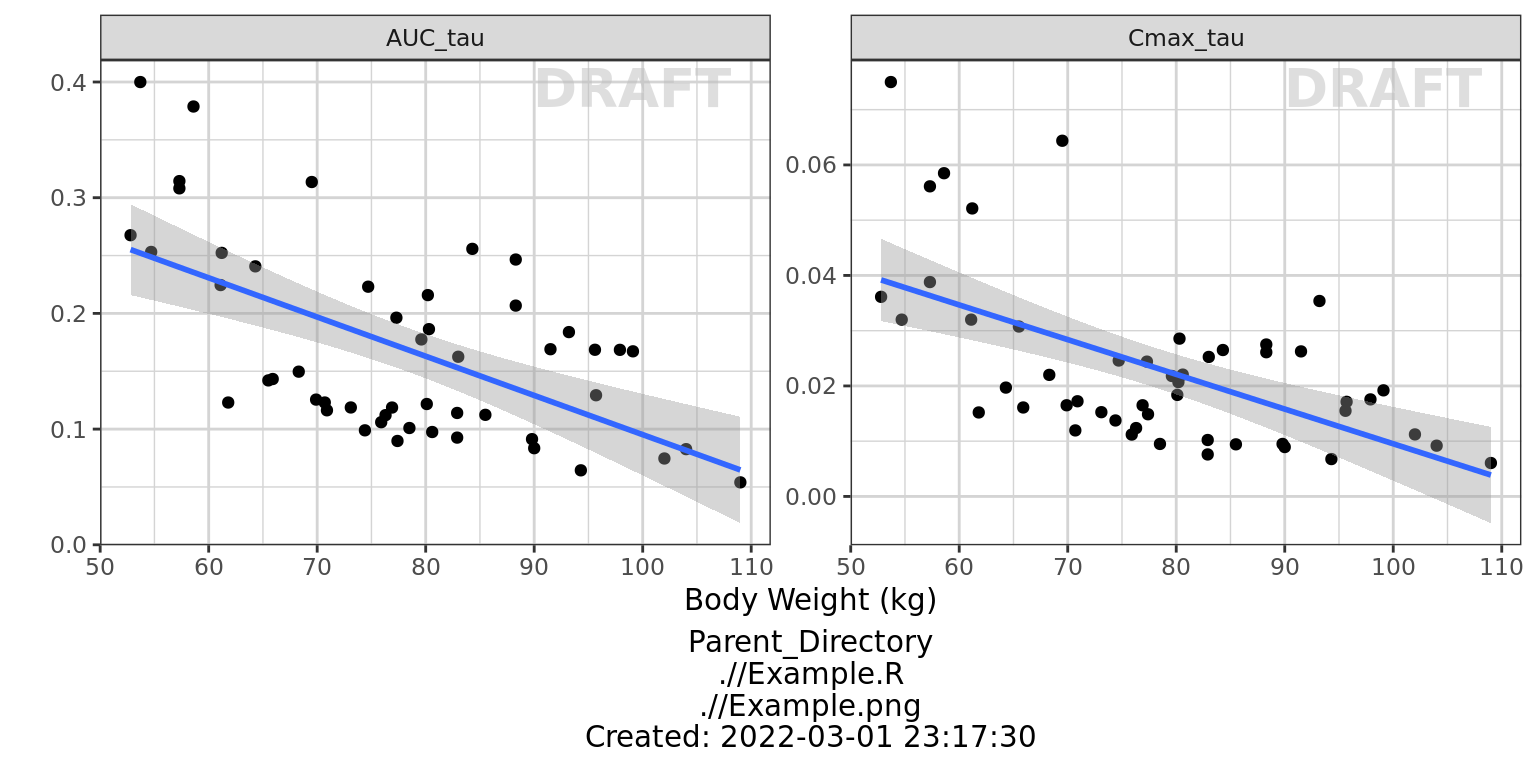 AUC_tau
Cmax_tau
DRAFT
DRAFT
0.4
0.3
0.2
0.1
0.0
0.06
0.04
0.02
0.00
50 60 70 80 90 100 110
50 60 70 80 90 100 110
Body Weight (kg)
Parent_Directory
.//Example.R
.//Example.png
Created: 2022-03-01 23:17:30